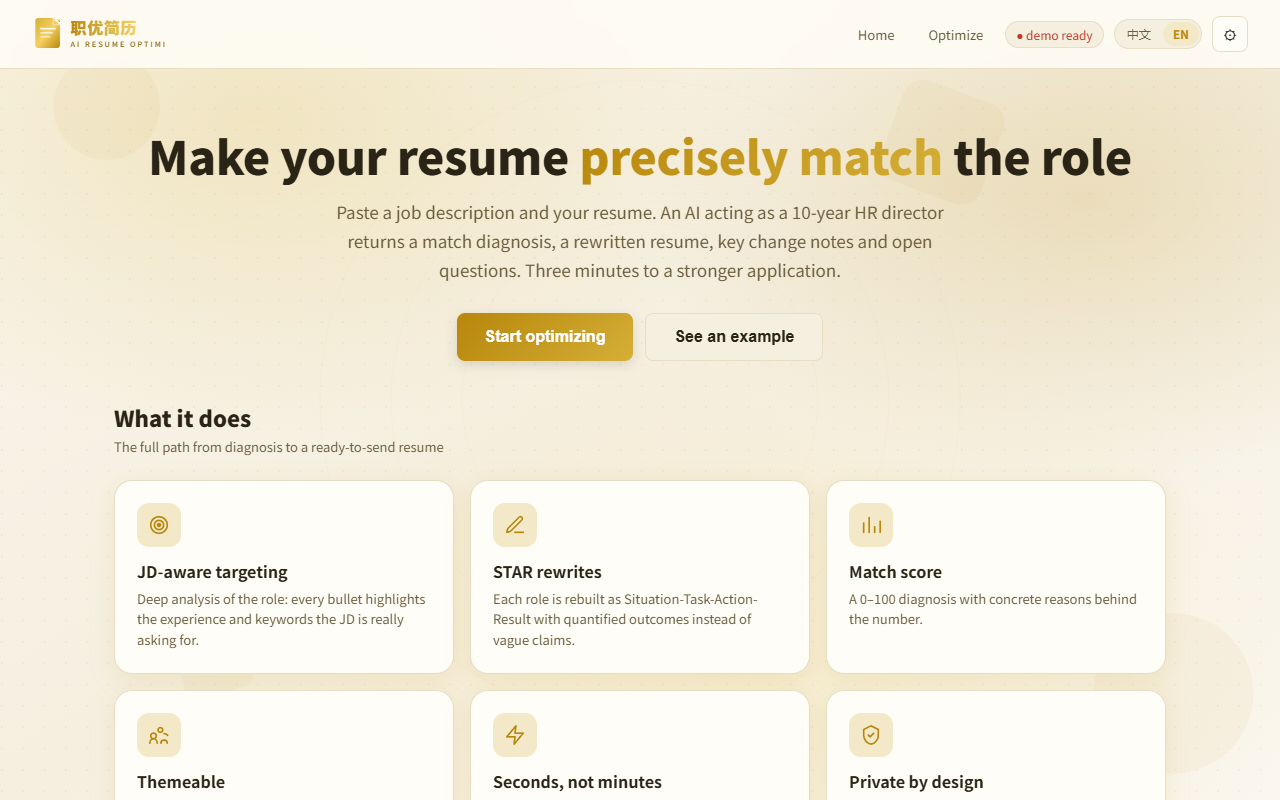 职优简历
AI RESUME OPTIMI
Home
Optimize
● demo ready
中文
EN
Make your resume precisely match the role
Paste a job description and your resume. An AI acting as a 10-year HR director
returns a match diagnosis, a rewritten resume, key change notes and open
questions. Three minutes to a stronger application.
Start optimizing
See an example
What it does
The full path from diagnosis to a ready-to-send resume
JD-aware targeting
Deep analysis of the role: every bullet highlights
the experience and keywords the JD is really
asking for.
STAR rewrites
Each role is rebuilt as Situation-Task-Action-
Result with quantified outcomes instead of
vague claims.
Match score
A 0–100 diagnosis with concrete reasons behind
the number.
Themeable
Seconds, not minutes
Private by design